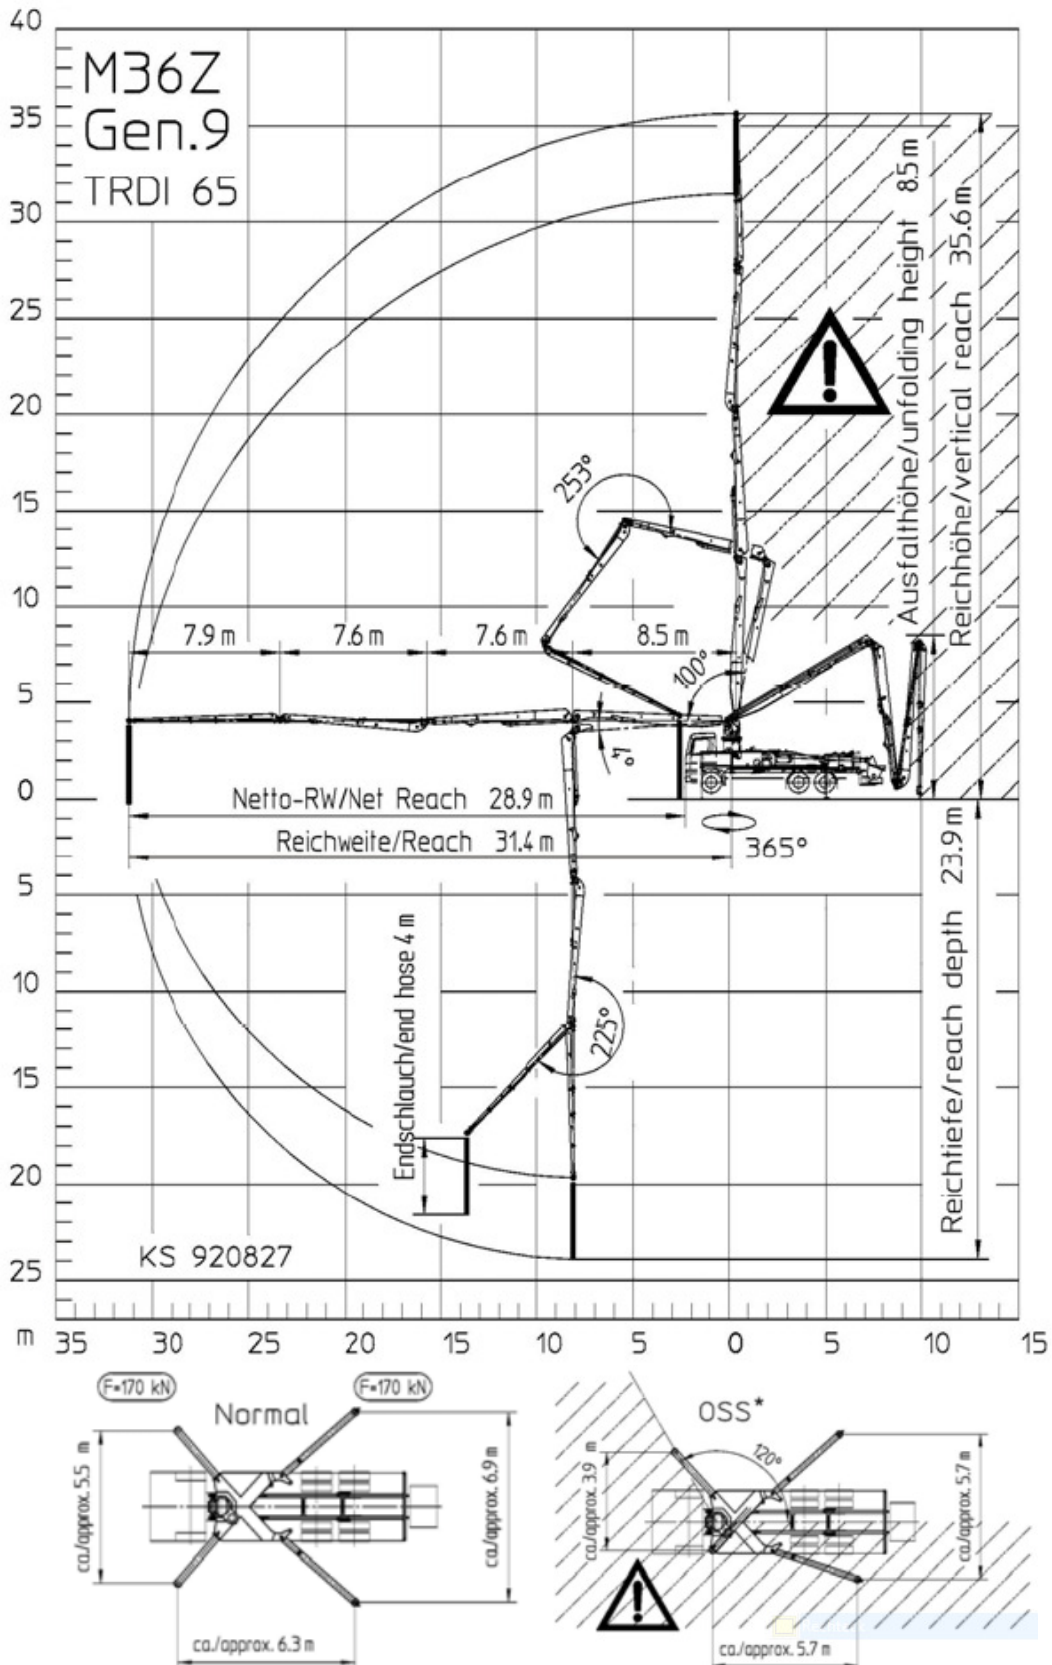 40
M36Z
Gen.9
TRDI 65
35
30
25
20
15
10
5
0
5
10
15
20
25
m
Ausfalthöhe/unfolding height 8.5 m
Reichhöhe/vertical reach 35.6 m
253°
7.9 m 7.6 m 7.6 m 8.5 m
100°
Netto-RW/Net Reach 28.9 m
Reichweite/Reach 31.4 m
365°
Endschlauch/end hose 4 m
225°
Reichtiefe/reach depth 23.9 m
KS 920827
35 30 25 20 15 10 5 0 5 10 15
F=170 kN
F=170 kN
Normal
ca./approx. 5.5 m
ca./approx. 6.9 m
ca./approx. 6.3 m
OSS*
120°
ca./approx. 3.9 m
ca./approx. 5.7 m
ca./approx. 5.7 m